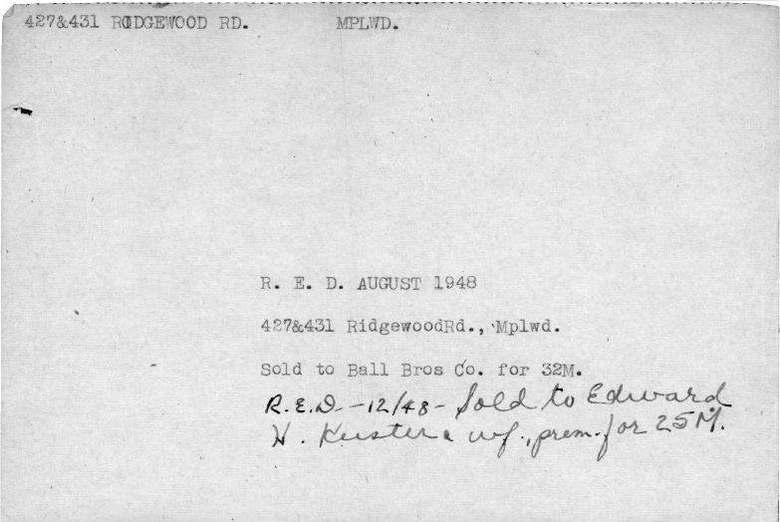 427&431 RIDGEWOOD RD. MPLWD.
R. E. D. AUGUST 1948
427&431 RidgewoodRd., Mplwd.
Sold to Ball Bros Co. for 32M.
R.E.D. - 12/48 - Sold to Edward
H. Kuster & wf., prem. for 25M.